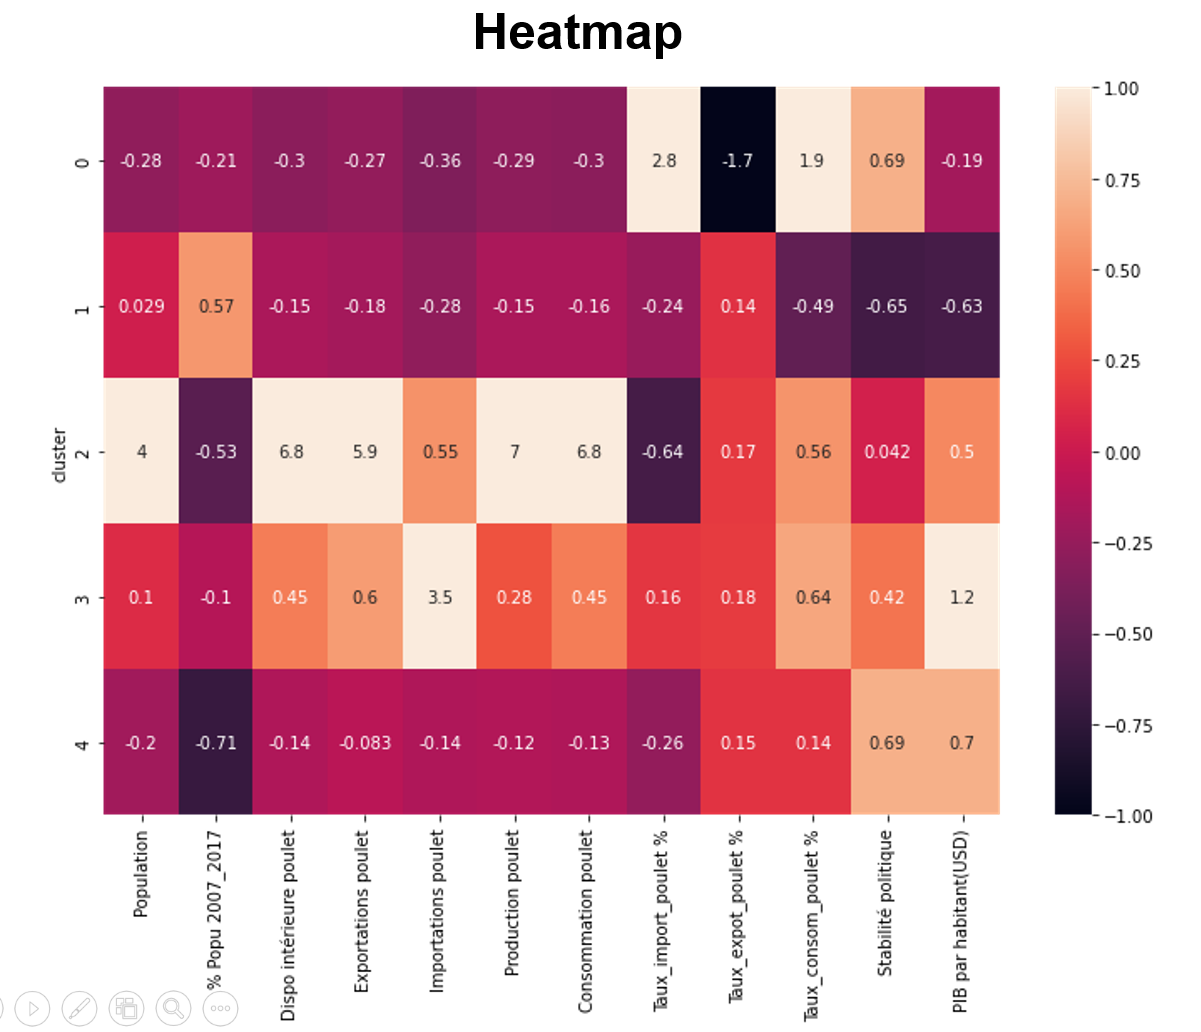 Heatmap
0 -0.28 -0.21 -0.3 -0.27 -0.36 -0.29 -0.3 2.8 -1.7 1.9 0.69 -0.19
1 0.029 0.57 -0.15 -0.18 -0.28 -0.15 -0.16 -0.24 0.14 -0.49 -0.65 -0.63
2 4 -0.53 6.8 5.9 0.55 7 6.8 -0.64 0.17 0.56 0.042 0.5
3 0.1 -0.1 0.45 0.6 3.5 0.28 0.45 0.16 0.18 0.64 0.42 1.2
4 -0.2 -0.71 -0.14 -0.083 -0.14 -0.12 -0.13 -0.26 0.15 0.14 0.69 0.7
cluster
Population
% Popu 2007_2017
Dispo intérieure poulet
Exportations poulet
Importations poulet
Production poulet
Consommation poulet
Taux_import_poulet %
Taux_expot_poulet %
Taux_consom_poulet %
Stabilité politique
PIB par habitant(USD)
1.00
0.75
0.50
0.25
0.00
−0.25
−0.50
−0.75
−1.00